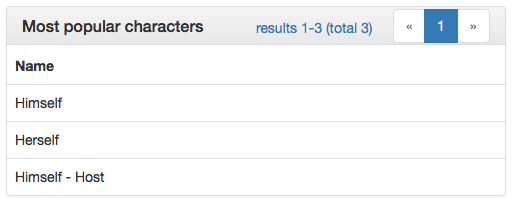 Most popular characters results 1-3 (total 3) « 1 »
Name
Himself
Herself
Himself - Host